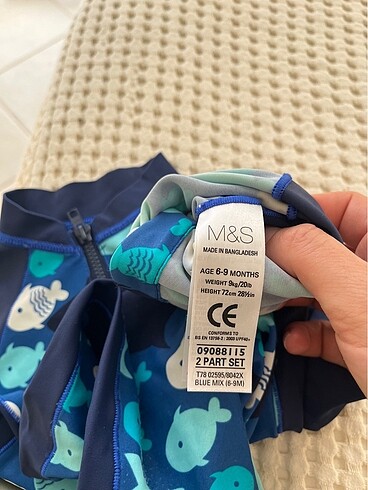 M&S
MADE IN BANGLADESH
AGE 6-9 MONTHS
WEIGHT 9kg/20lb
HEIGHT 72cm 28½in
CE
CONFORMS TO
BS EN 13758-2 : 2003 UPF40+
09088115
2 PART SET
T78 02595/8042X
BLUE MIX (6-9M)